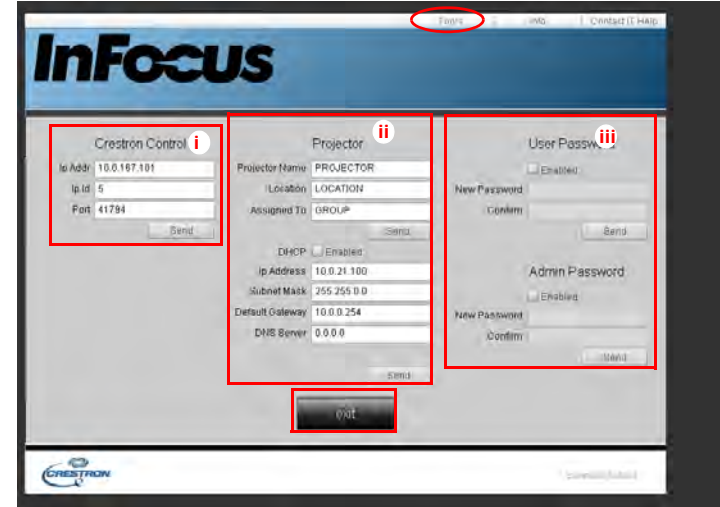 Tools Info Contact IT Help
InFocus
Crestron Control i
Ip Addr 10.0.167.101
Ip Id 5
Port 41794
Send
Projector ii
Projector Name PROJECTOR
Location LOCATION
Assigned To GROUP
Send
DHCP Enabled
Ip Address 10.0.21.100
Subnet Mask 255.255.0.0
Default Gateway 10.0.0.254
DNS Server 0.0.0.0
Send
User Password iii
Enabled
New Password
Confirm
Send
Admin Password
Enabled
New Password
Confirm
Send
exit
CRESTRON